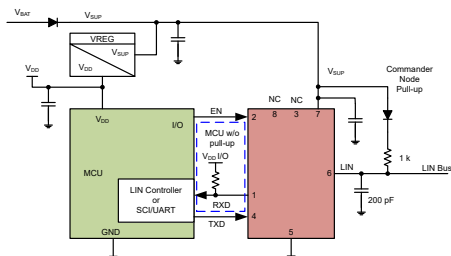 VBAT
VSUP
VREG
VSUP
VDD
VDD
VSUP
Commander
Node
Pull-up
NC
NC
EN
8
3
7
VDD
I/O
2
MCU w/o
pull-up
VDD I/O
1 k
MCU
6
LIN
LIN Bus
LIN Controller
or
SCI/UART
1
RXD
200 pF
4
TXD
GND
5